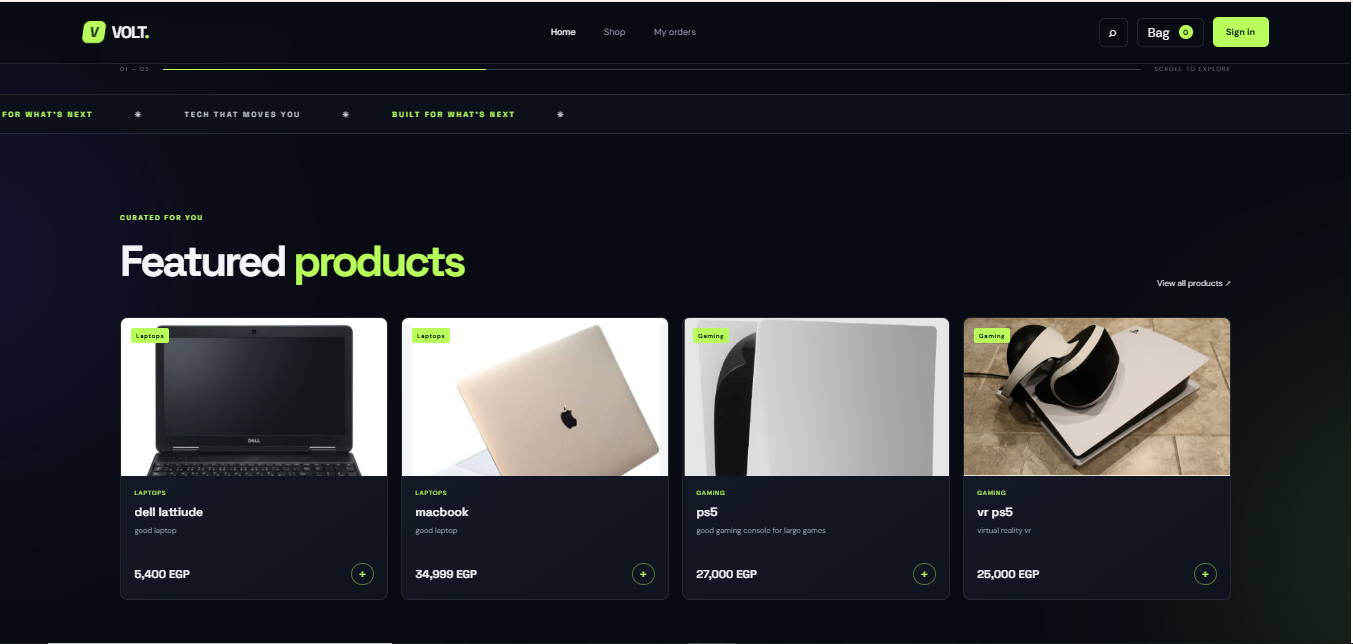 V VOLT.
Home Shop My orders
Bag 0 Sign in
01 — 03 SCROLL TO EXPLORE
FOR WHAT'S NEXT ✳ TECH THAT MOVES YOU ✳ BUILT FOR WHAT'S NEXT ✳
CURATED FOR YOU
Featured products
View all products ↗
Laptops
DELL
LAPTOPS
dell lattiude
good laptop
5,400 EGP +
Laptops
LAPTOPS
macbook
good laptop
34,999 EGP +
Gaming
GAMING
ps5
good gaming console for large games
27,000 EGP +
Gaming
GAMING
vr ps5
virtual reality vr
25,000 EGP +